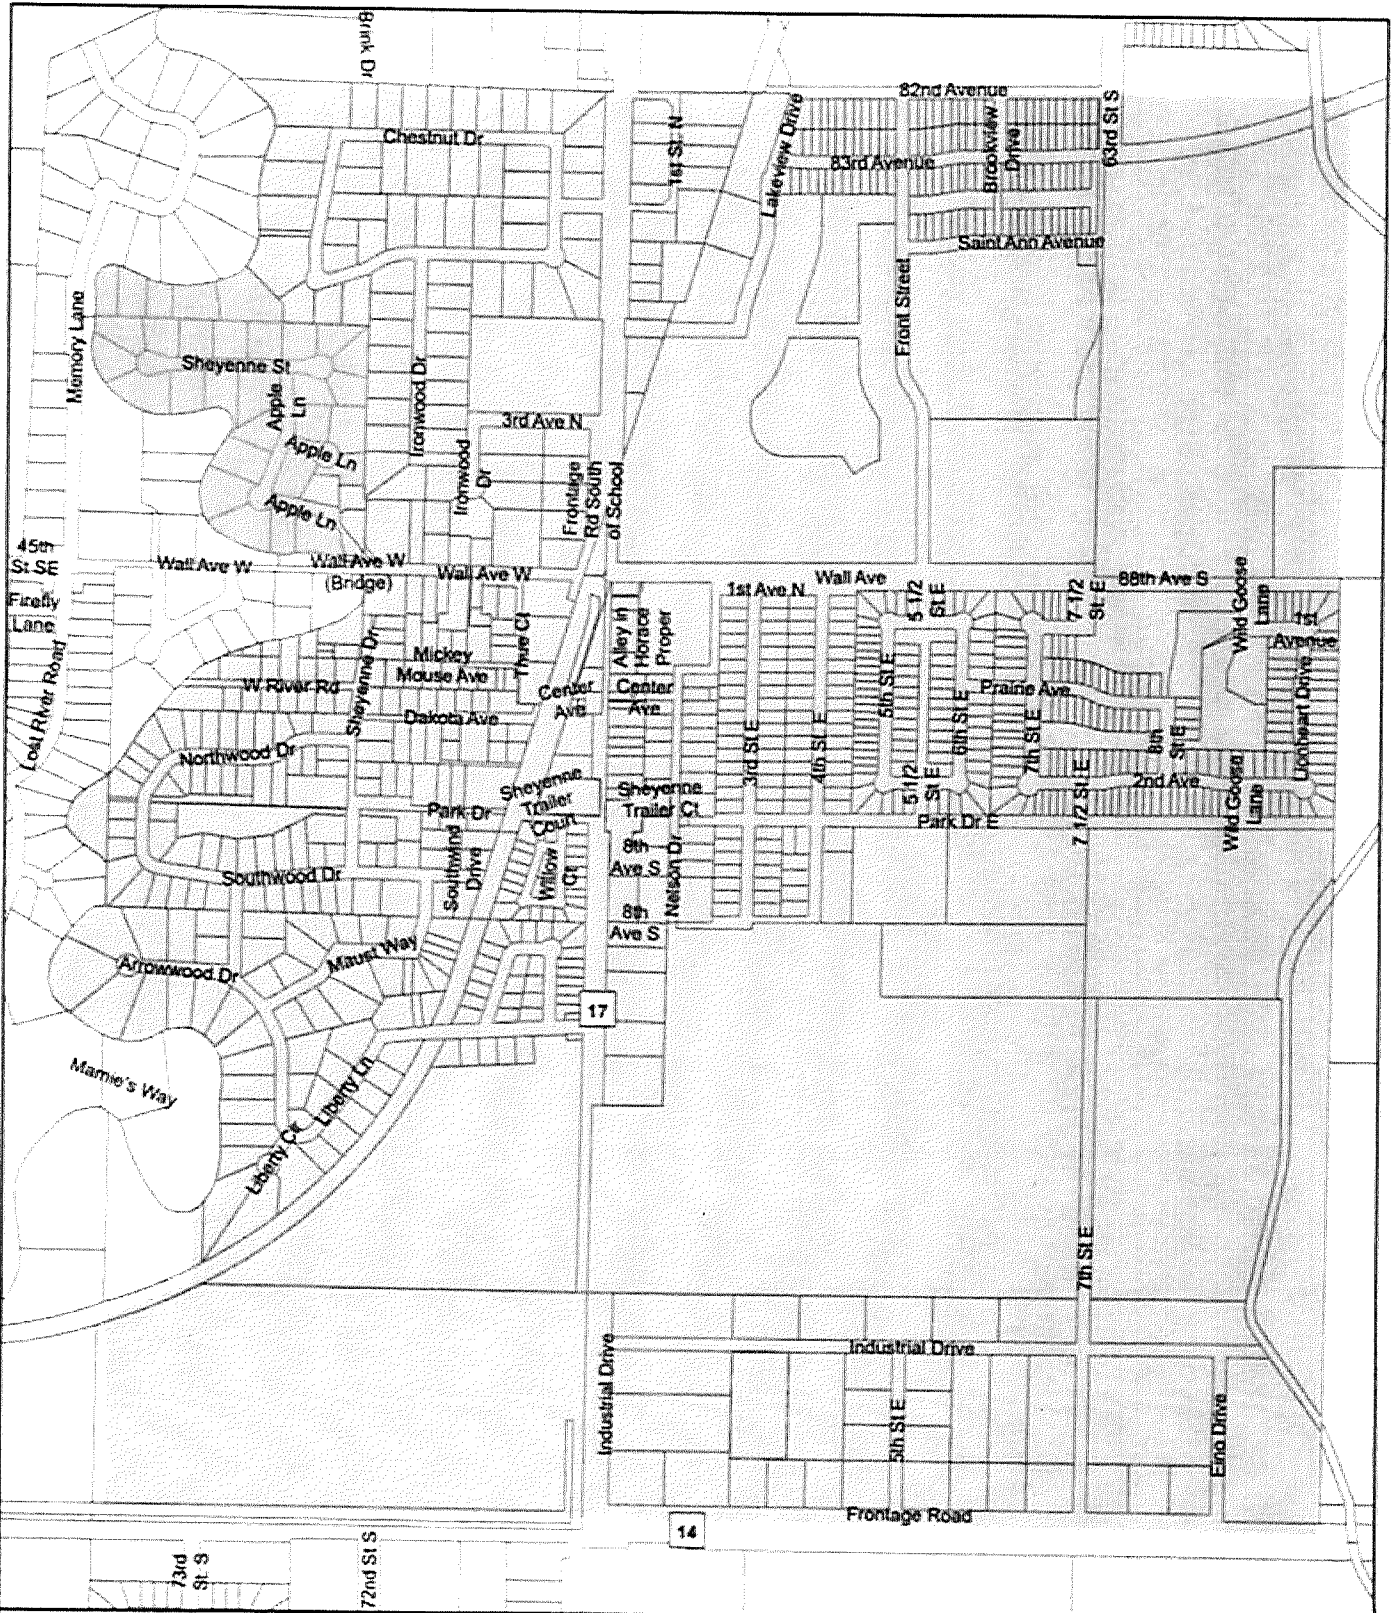 Brink Dr
82nd Avenue
Chestnut Dr
1st St. N
Lakeview Drive
83rd Avenue
Brookview
Drive
63rd St S
Saint Ann Avenue
Front Street
Memory Lane
Sheyenne St
Apple
Ln
Ironwood Dr
3rd Ave N
Apple Ln
Ironwood
Dr
Frontage
Rd South
of School
Apple Ln
45th
St SE
Wall Ave W
Wall Ave W
(Bridge)
Wall Ave W
Wall Ave
88th Ave S
1st Ave N
5 1/2
St E
7 1/2
St. E
Wild Goose
Lane
1st
Avenue
Firefly
Lane
Lost River Road
Alley in
Horace
Proper
Thue Ct
Mickey
Mouse Ave
W River Rd
Sheyenne Dr
Center
Ave
Center
Ave
Dakota Ave
5th St E
6th St E
Prairie Ave
7th St E
8th
St E
Lionheart Drive
3rd St E
4th St E
Northwood Dr
Sheyenne
Trailer
Court
Sheyenne
Trailer Ct
5 1/2
St E
7 1/2 St E
2nd Ave
Wild Goose
Lane
Park Dr
Park Dr E
Southwind
Drive
Willow
Ct
8th
Ave S
Nelson Dr
Southwood Dr
8th
Ave S
Maust Way
Arrowwood Dr
17
Mamie's Way
Liberty Ln
Liberty Cir
7th St E
Industrial Drive
Industrial Drive
5th St E
Eino Drive
Frontage Road
14
73rd
St. S
72nd St S